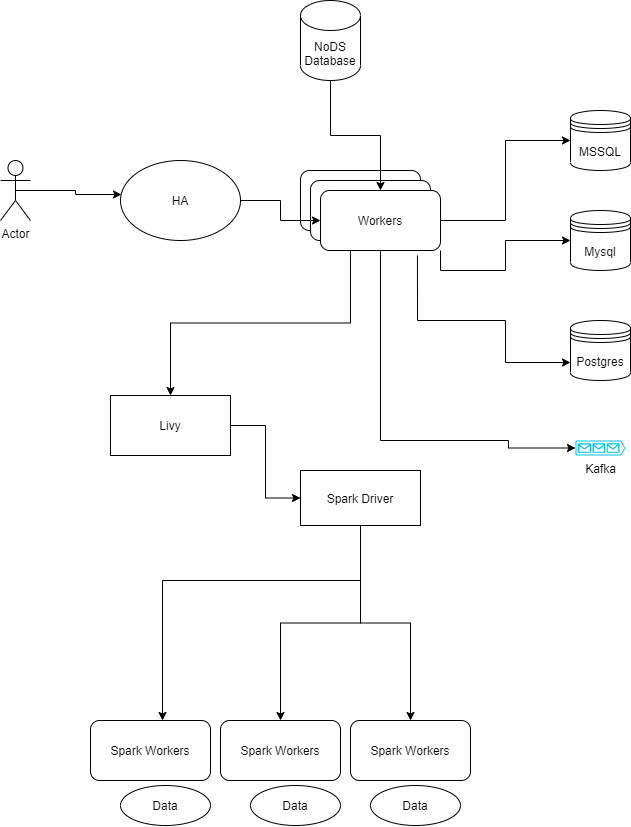 NoDS
Database
MSSQL
Actor
HA
Workers
Mysql
Postgres
Livy
Kafka
Spark Driver
Spark Workers
Spark Workers
Spark Workers
Data
Data
Data